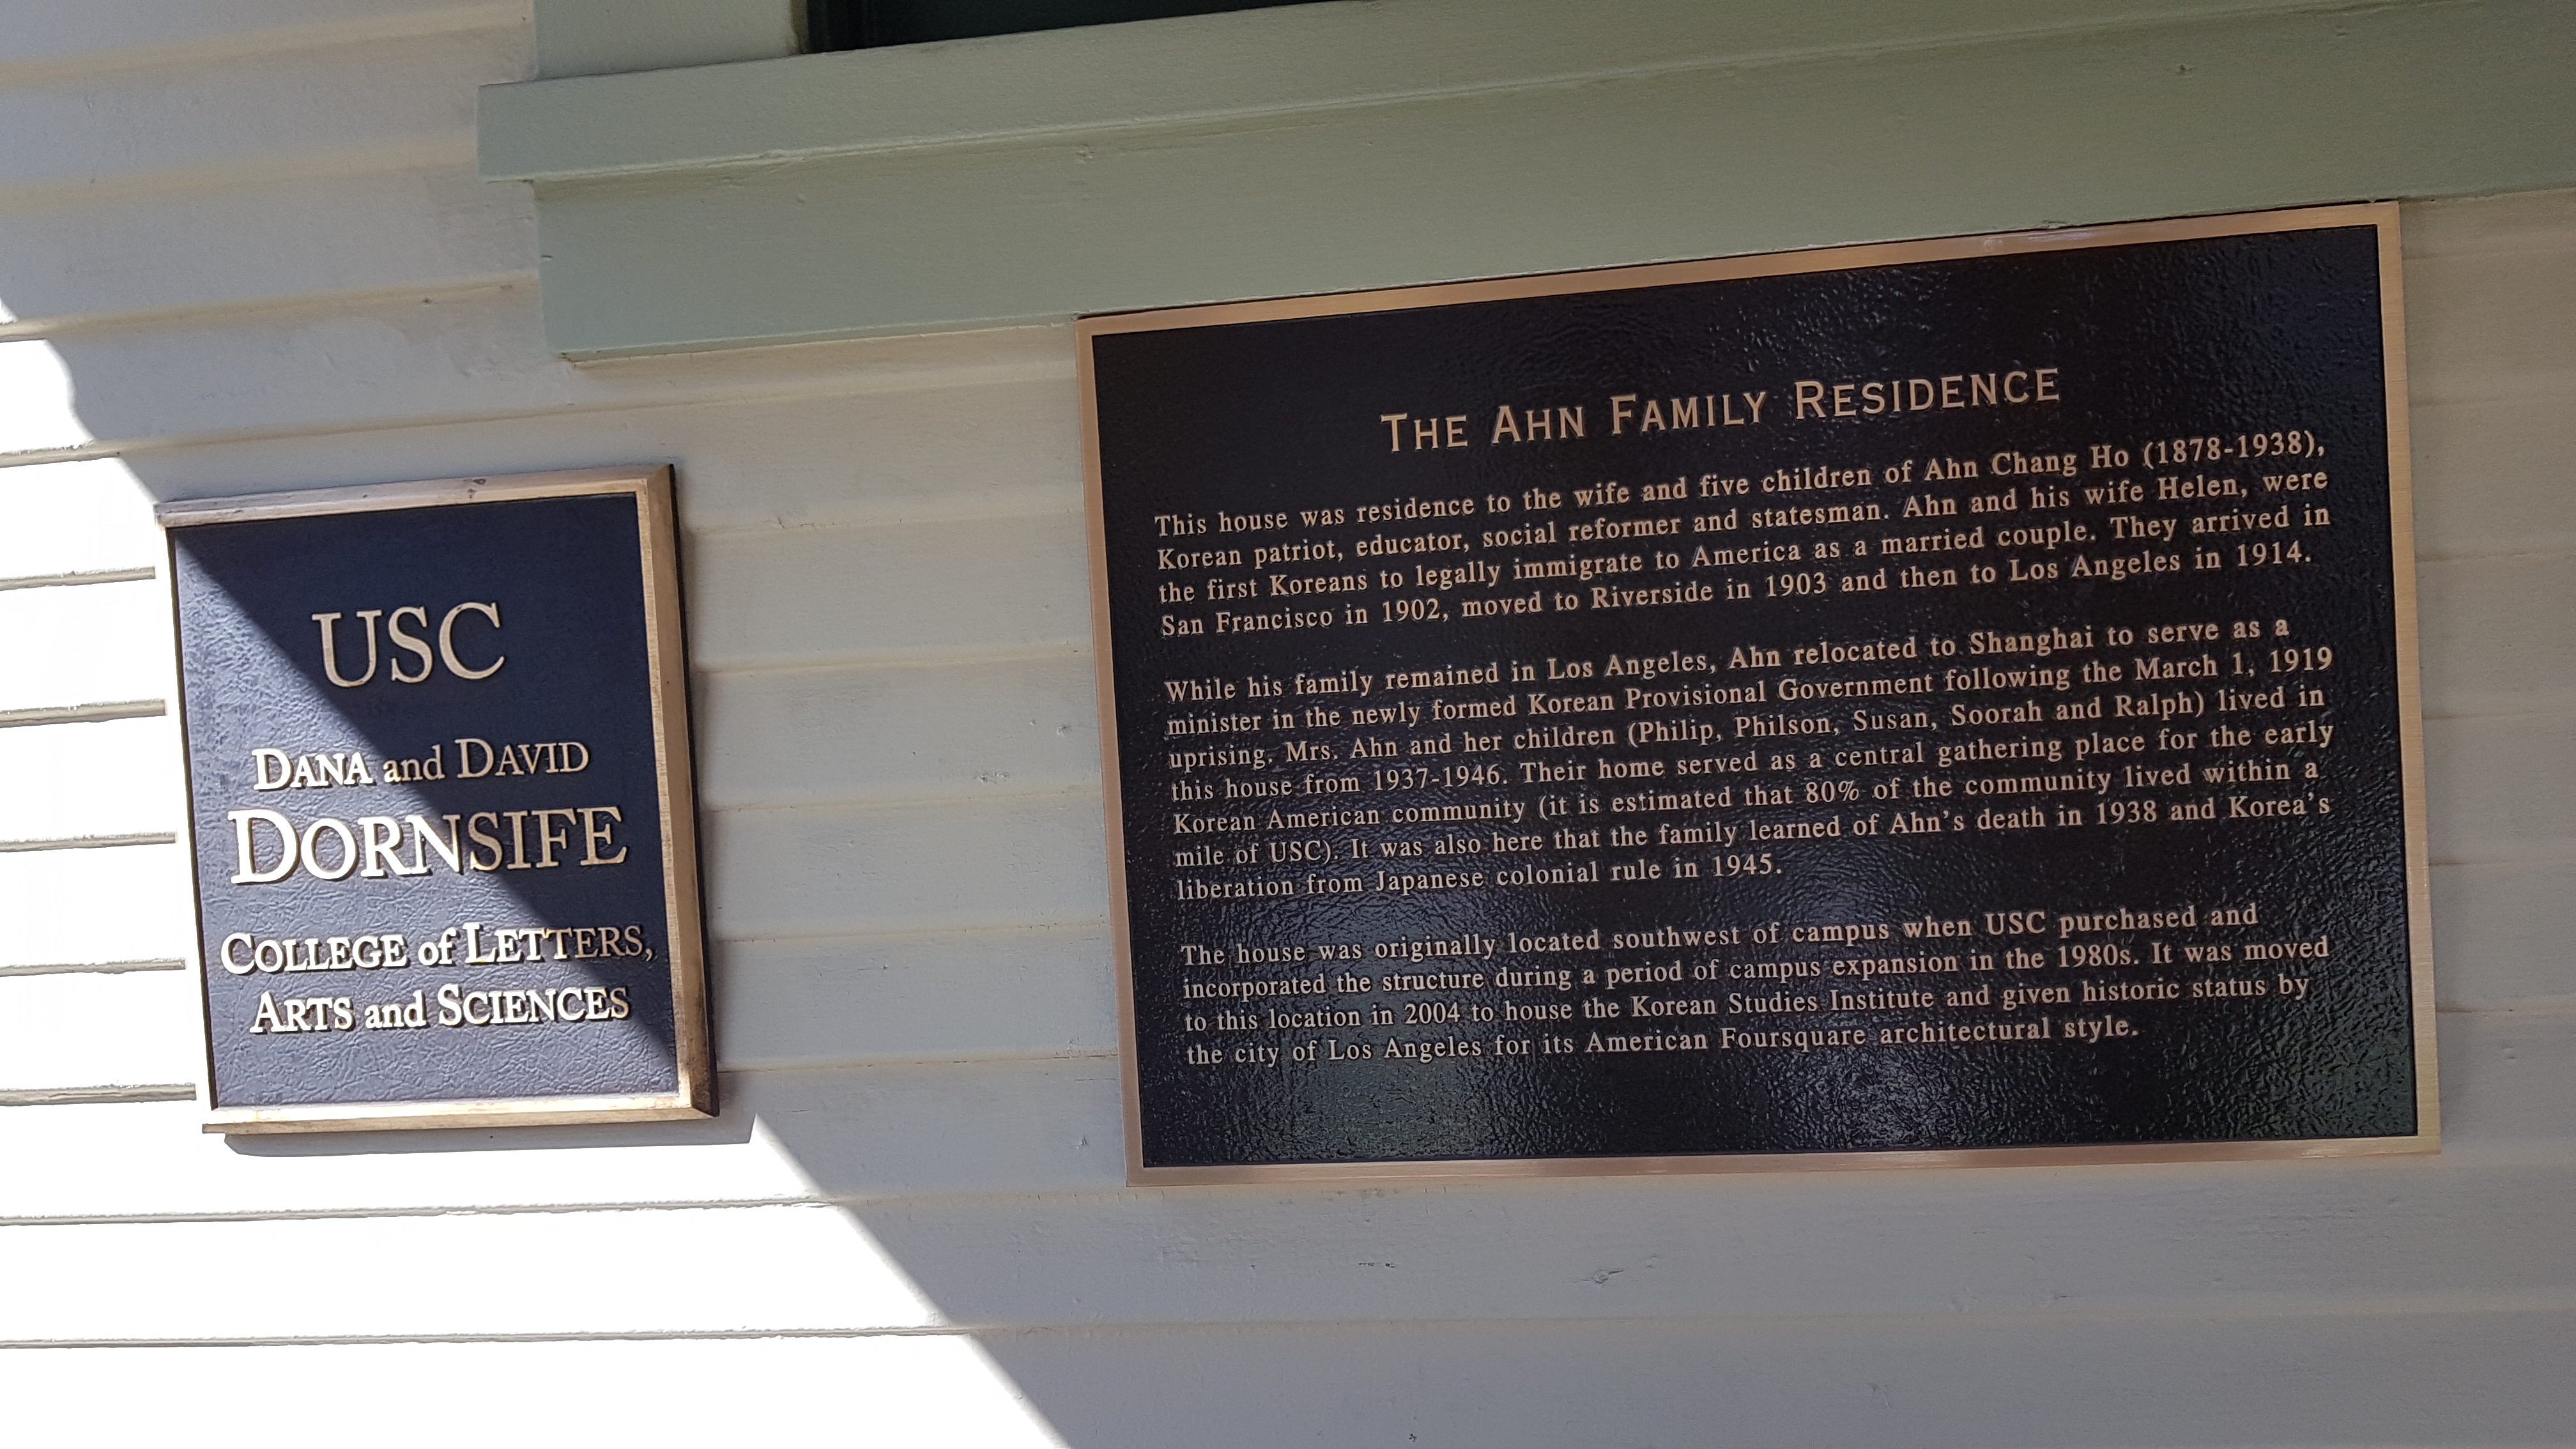 USC
DANA and DAVID
DORNSIFE
COLLEGE of LETTERS,
ARTS and SCIENCES
THE AHN FAMILY RESIDENCE
This house was residence to the wife and five children of Ahn Chang Ho (1878-1938),
Korean patriot, educator, social reformer and statesman. Ahn and his wife Helen, were
the first Koreans to legally immigrate to America as a married couple. They arrived in
San Francisco in 1902, moved to Riverside in 1903 and then to Los Angeles in 1914.
While his family remained in Los Angeles, Ahn relocated to Shanghai to serve as a
minister in the newly formed Korean Provisional Government following the March 1, 1919
uprising. Mrs. Ahn and her children (Philip, Philson, Susan, Soorah and Ralph) lived in
this house from 1937-1946. Their home served as a central gathering place for the early
Korean American community (it is estimated that 80% of the community lived within a
mile of USC). It was also here that the family learned of Ahn's death in 1938 and Korea's
liberation from Japanese colonial rule in 1945.
The house was originally located southwest of campus when USC purchased and
incorporated the structure during a period of campus expansion in the 1980s. It was moved
to this location in 2004 to house the Korean Studies Institute and given historic status by
the city of Los Angeles for its American Foursquare architectural style.